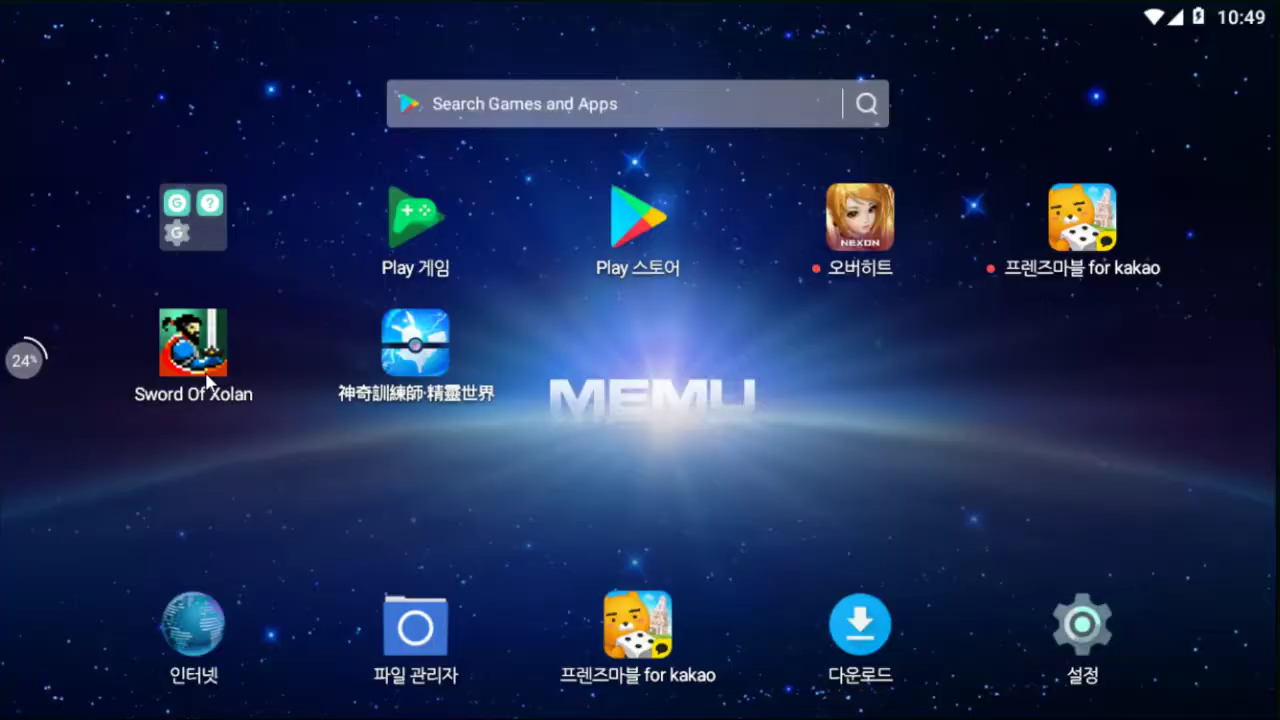 10:49
Search Games and Apps
G ?
G
NEXON
Play 게임
Play 스토어
오버히트
프렌즈마블 for kakao
24%
Sword Of Xolan
神奇訓練師·精靈世界
MEMU
인터넷
파일 관리자
프렌즈마블 for kakao
다운로드
설정